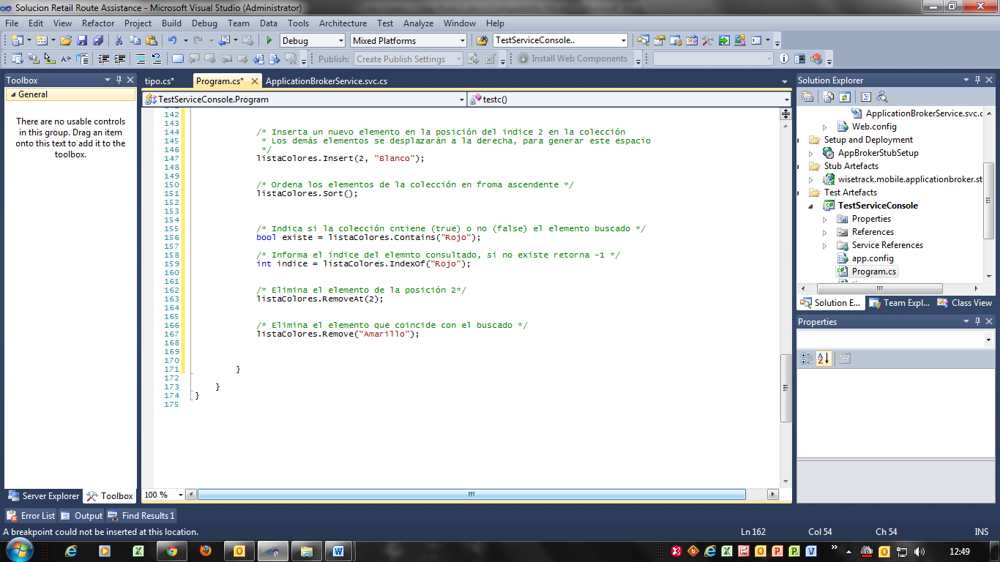 Solucion Retail Route Assistance - Microsoft Visual Studio (Administrator)
File Edit View Refactor Project Build Debug Team Data Tools Architecture Test Analyze Window Help
Debug Mixed Platforms TestServiceConsole..
Publish: Create Publish Settings Install Web Components
Toolbox
General
There are no usable controls
in this group. Drag an item
onto this text to add it to the
toolbox.
Server Explorer Toolbox
tipo.cs* Program.cs* ApplicationBrokerService.svc.cs
TestServiceConsole.Program testc()
142
143
144 /* Inserta un nuevo elemento en la posición del indice 2 en la colección
145 * Los demás elementos se desplazarán a la derecha, para generar este espacio
146 */
147 listaColores.Insert(2, "Blanco");
148
149
150 /* Ordena los elementos de la colección en froma ascendente */
151 listaColores.Sort();
152
153
154
155 /* Indica si la colección cntiene (true) o no (false) el elemento buscado */
156 bool existe = listaColores.Contains("Rojo");
157
158 /* Informa el índice del elemnto consultado, si no existe retorna -1 */
159 int indice = listaColores.IndexOf("Rojo");
160
161
162 /* Elimina el elemento de la posición 2*/
163 listaColores.RemoveAt(2);
164
165
166 /* Elimina el elemento que coincide con el buscado */
167 listaColores.Remove("Amarillo");
168
169
170
171 }
172
173 }
174 }
175
100 %
Solution Explorer
ApplicationBrokerService.svc.c
Web.config
Setup and Deployment
AppBrokerStubSetup
Stub Artefacts
wisetrack.mobile.applicationbroker.st
Test Artefacts
TestServiceConsole
Properties
References
Service References
app.config
Program.cs
Solution E... Team Expl... Class View
Properties
Error List Output Find Results 1
A breakpoint could not be inserted at this location. Ln 162 Col 54 Ch 54 INS
12:49